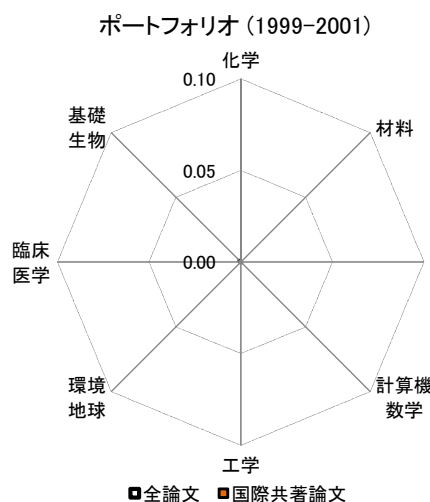 ポートフォリオ (1999-2001)
化学
0.10
基礎
生物
材料
0.05
臨床
医学
0.00
環境
地球
計算機
数学
工学
全論文 国際共著論文